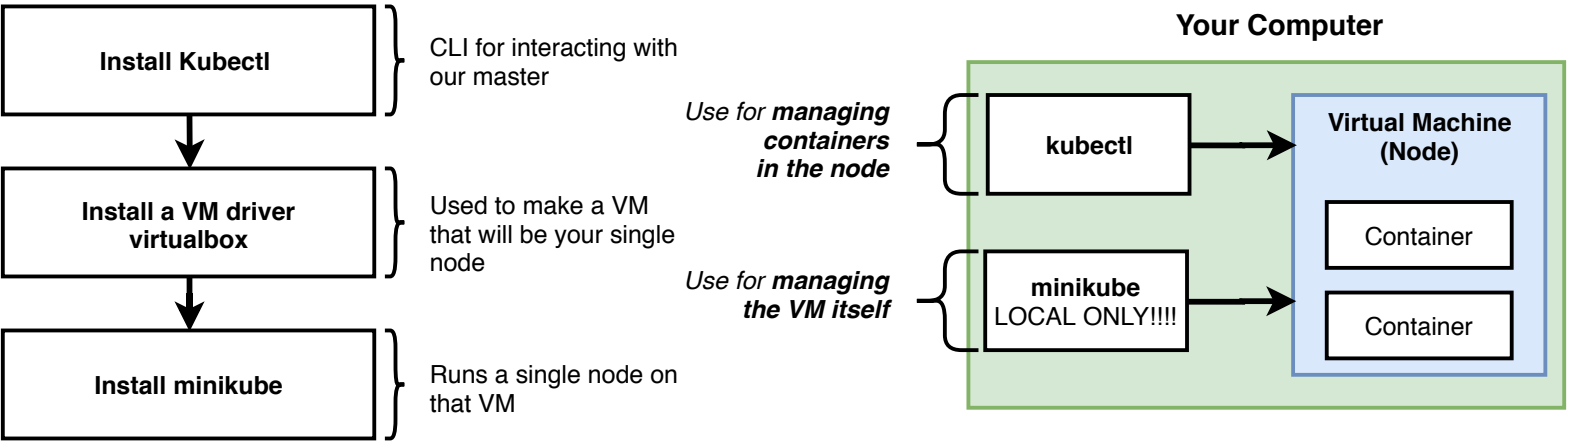 Install Kubectl
CLI for interacting with
our master
Install a VM driver
virtualbox
Used to make a VM
that will be your single
node
Install minikube
Runs a single node on
that VM
Your Computer
Use for managing
containers
in the node
kubectl
Use for managing
the VM itself
minikube
LOCAL ONLY!!!!
Virtual Machine
(Node)
Container
Container